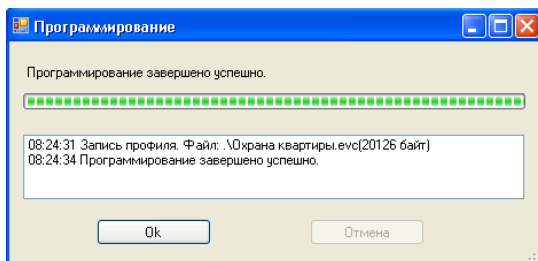 Программирование
Программирование завершено успешно.
08:24:31 Запись профиля. Файл: .\Охрана квартиры.evc(20126 байт)
08:24:34 Программирование завершено успешно.
Ok
Отмена